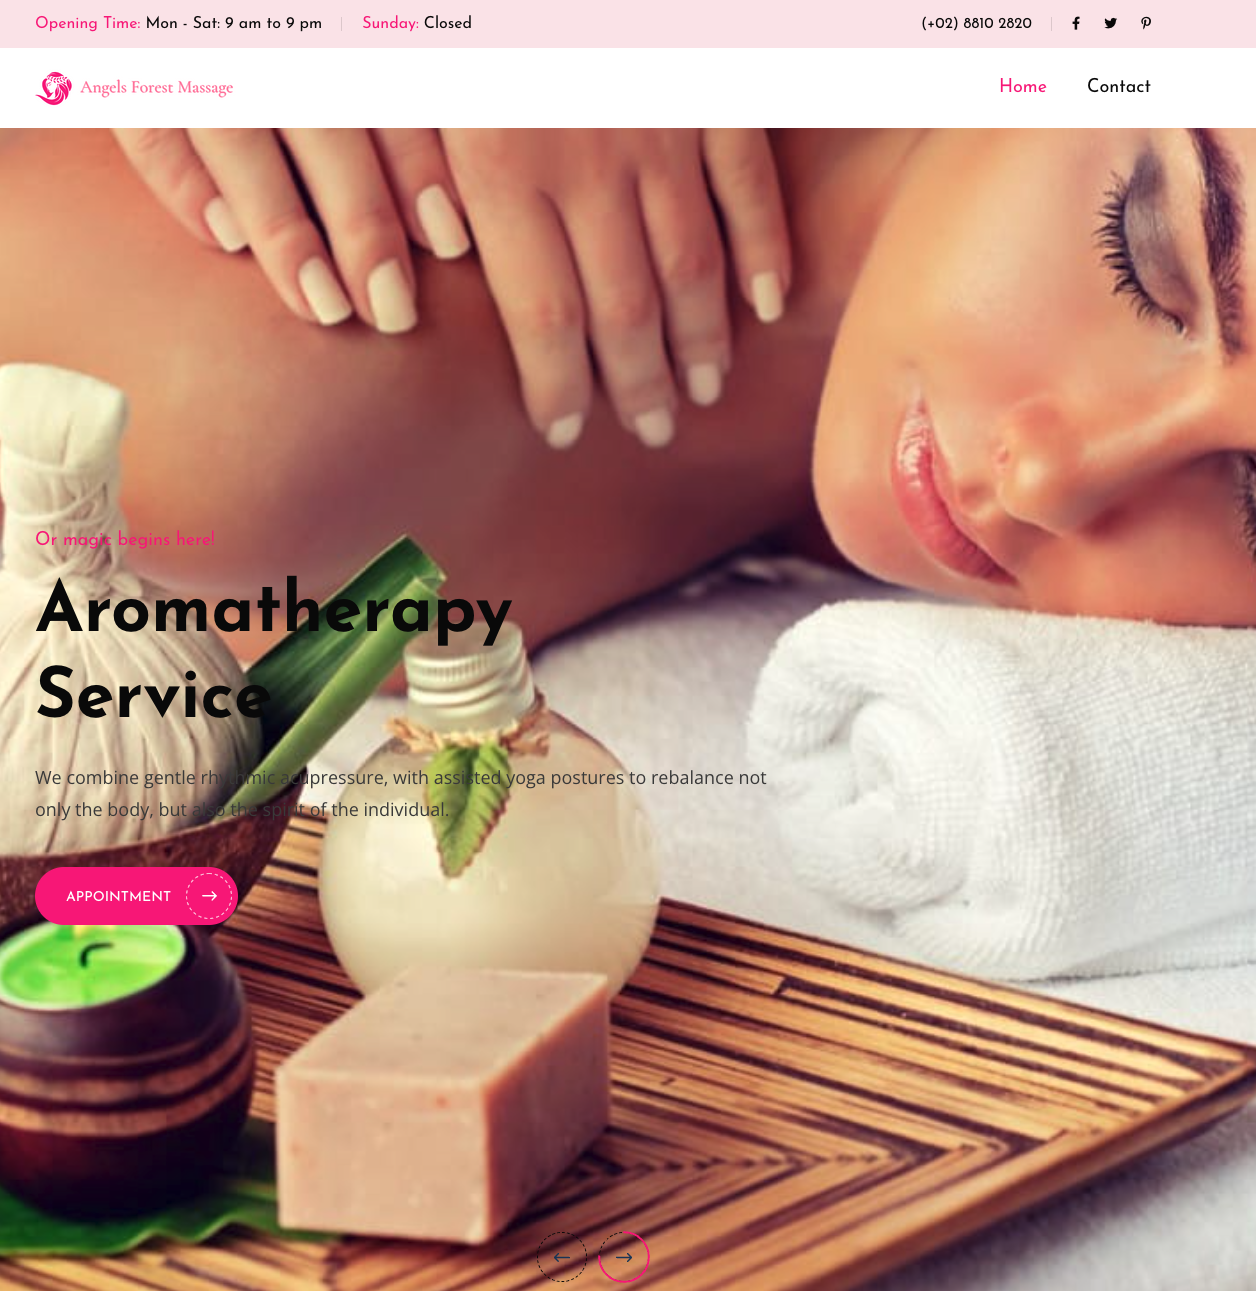 Opening Time: Mon - Sat: 9 am to 9 pm
Sunday: Closed
(+02) 8810 2820
Angels Forest Massage
Home
Contact
Or magic begins here!
Aromatherapy
Service
We combine gentle rhythmic acupressure, with assisted yoga postures to rebalance not
only the body, but also the spirit of the individual.
APPOINTMENT